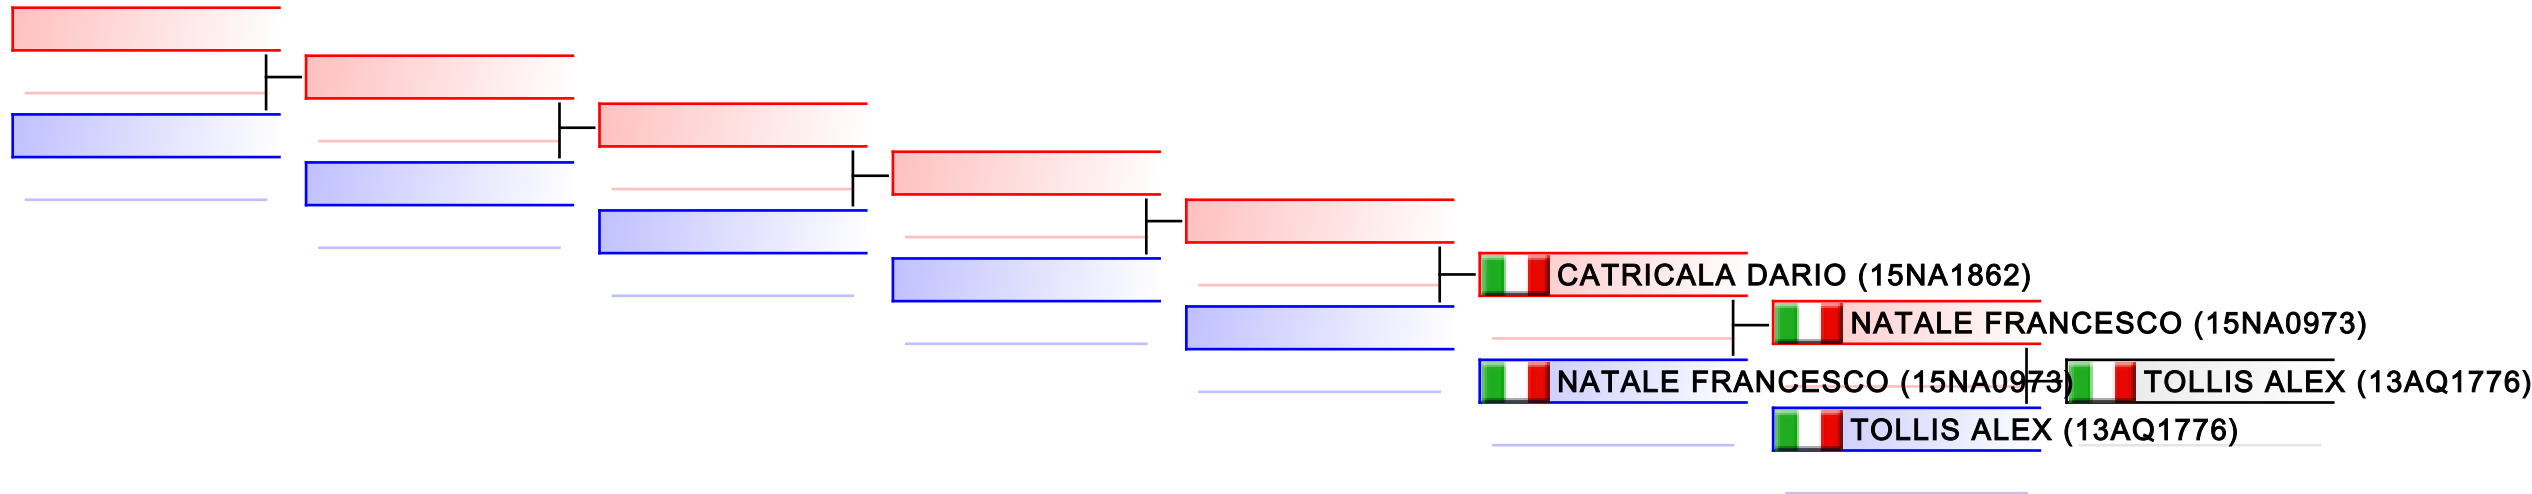 CATRICALA DARIO (15NA1862)
NATALE FRANCESCO (15NA0973)
NATALE FRANCESCO (15NA0973)
TOLLIS ALEX (13AQ1776)
TOLLIS ALEX (13AQ1776)